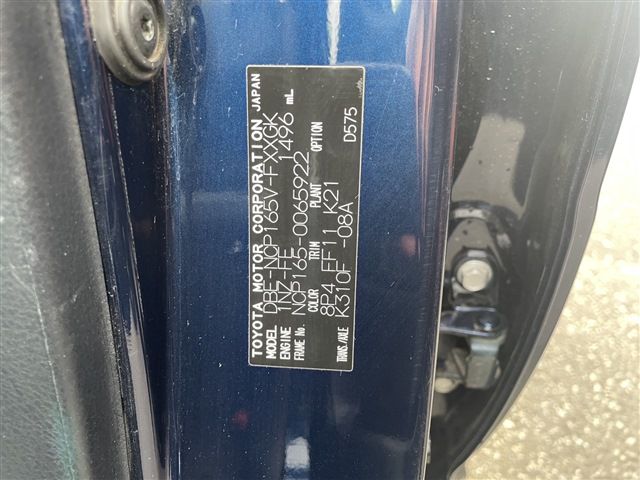 TOYOTA MOTOR CORPORATION JAPAN
MODEL DBE-NCP165V-FXXGK
ENGINE 1NZ-FE 1496 mL
FRAME No. NCP165-0065922
COLOR TRIM PLANT OPTION
8P4 FF11 K21 D575
TRANS./AXLE K310F -08A